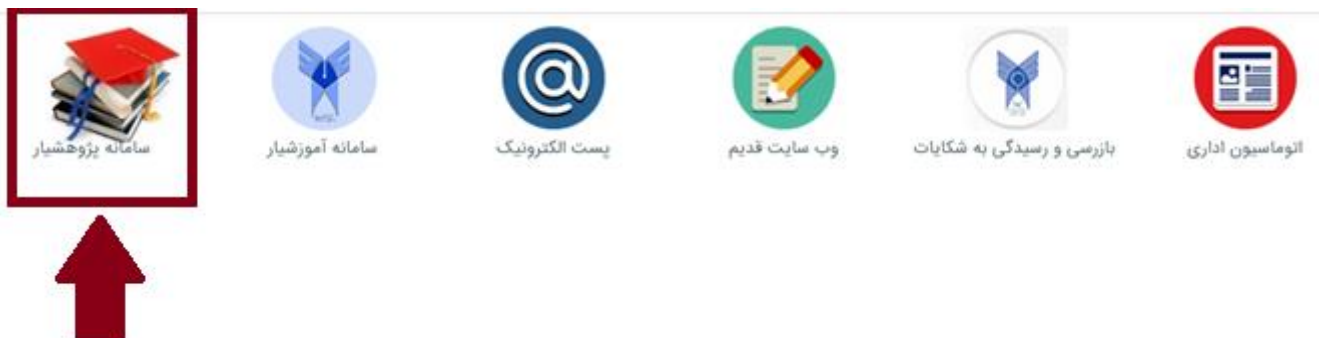 اتوماسیون اداری
بازرسی و رسیدگی به شکایات
وب سایت قدیم
پست الکترونیک
سامانه آموزشیار
سامانه پژوهشیار